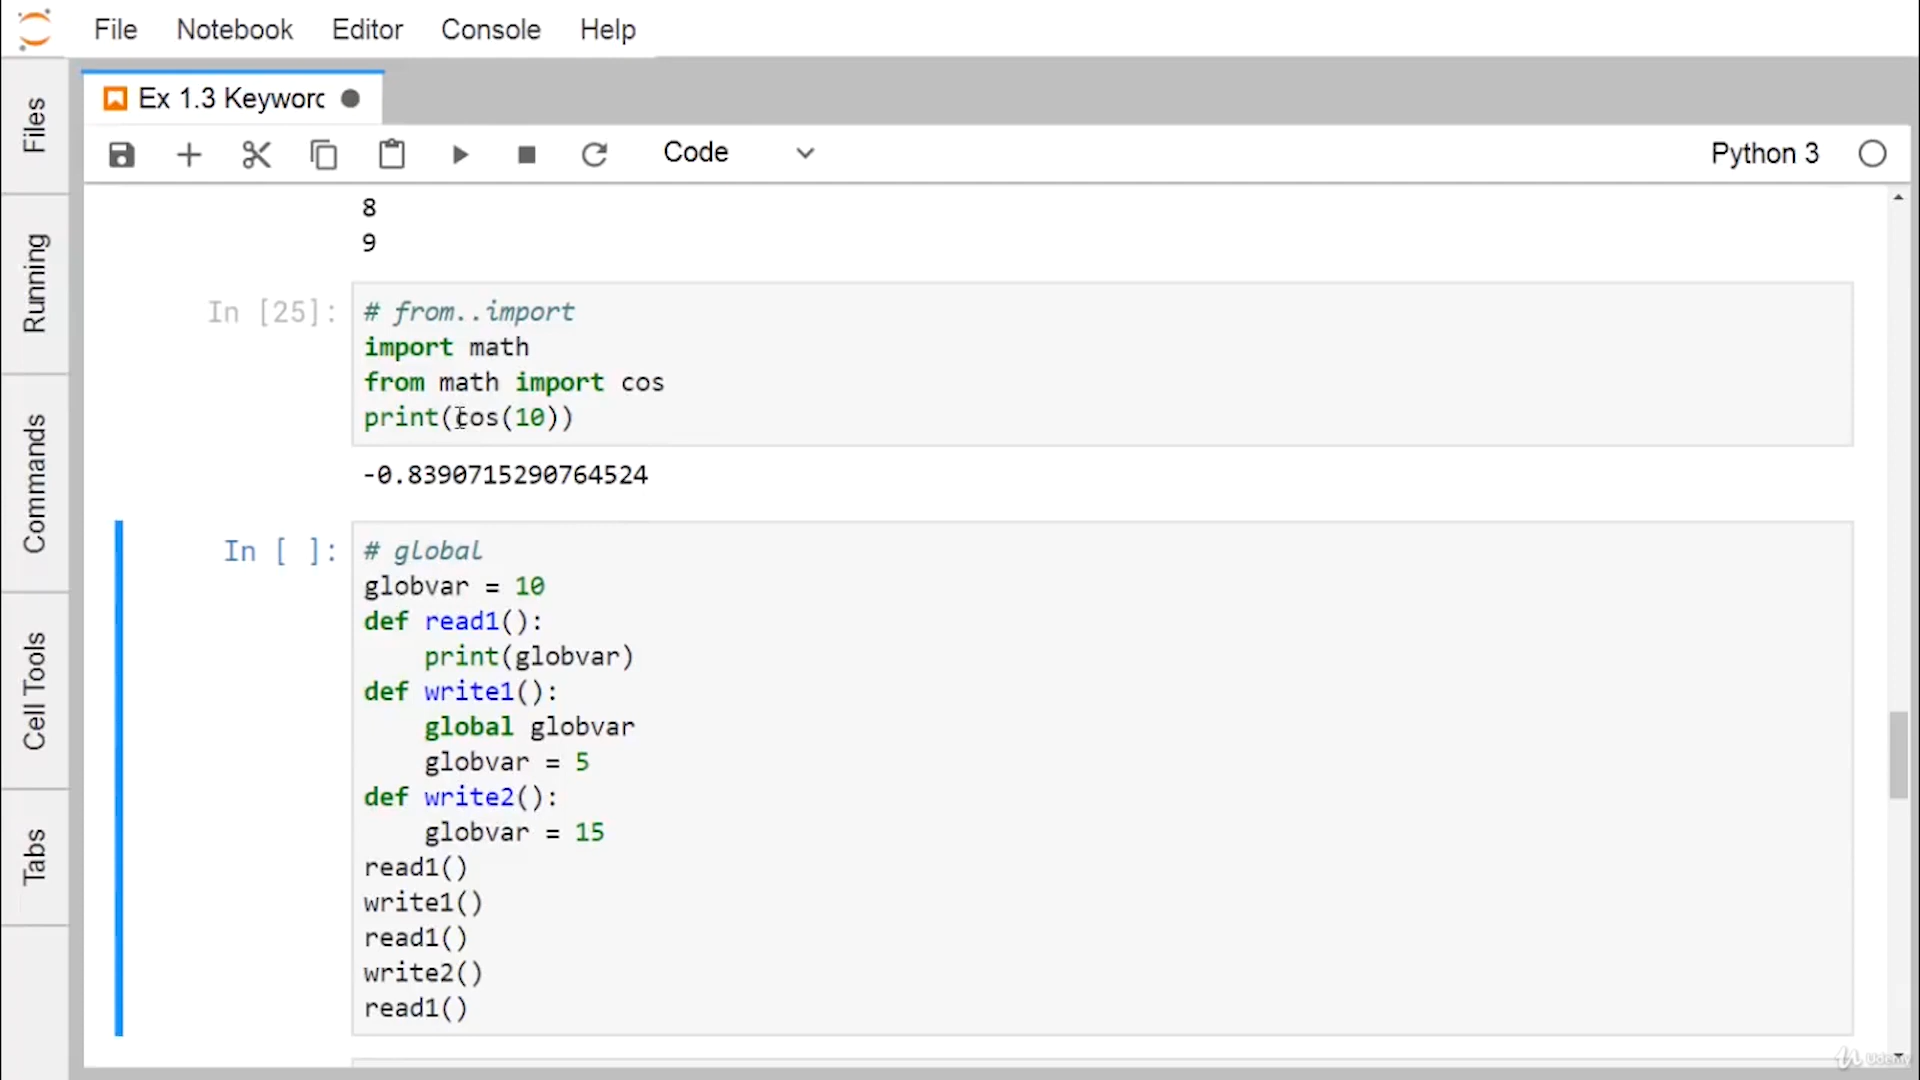 File Notebook Editor Console Help
Ex 1.3 Keyworc
Code
Python 3
Files
Running
Commands
Cell Tools
Tabs
8
9
In [25]:
# from..import
import math
from math import cos
print(cos(10))
-0.8390715290764524
In [ ]:
# global
globvar = 10
def read1():
    print(globvar)
def write1():
    global globvar
    globvar = 5
def write2():
    globvar = 15
read1()
write1()
read1()
write2()
read1()
Udemy